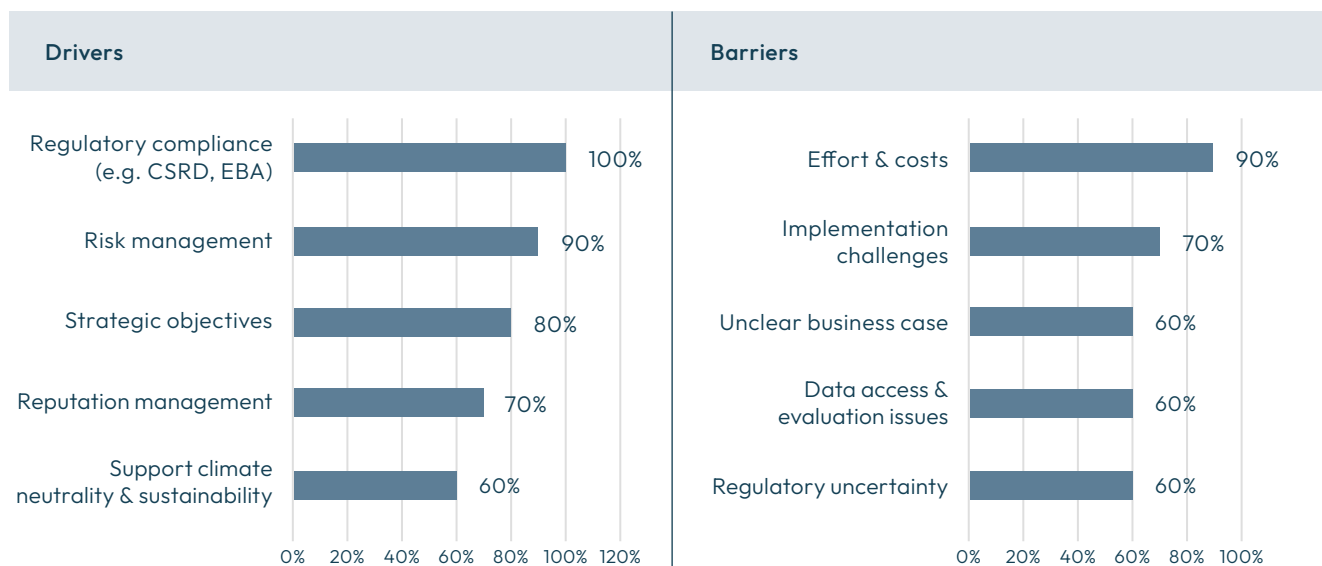 Drivers
Regulatory compliance
(e.g. CSRD, EBA)
100%
Risk management
90%
Strategic objectives
80%
Reputation management
70%
Support climate
neutrality & sustainability
60%
0% 20% 40% 60% 80% 100% 120%
Barriers
Effort & costs
90%
Implementation
challenges
70%
Unclear business case
60%
Data access &
evaluation issues
60%
Regulatory uncertainty
60%
0% 20% 40% 60% 80% 100%